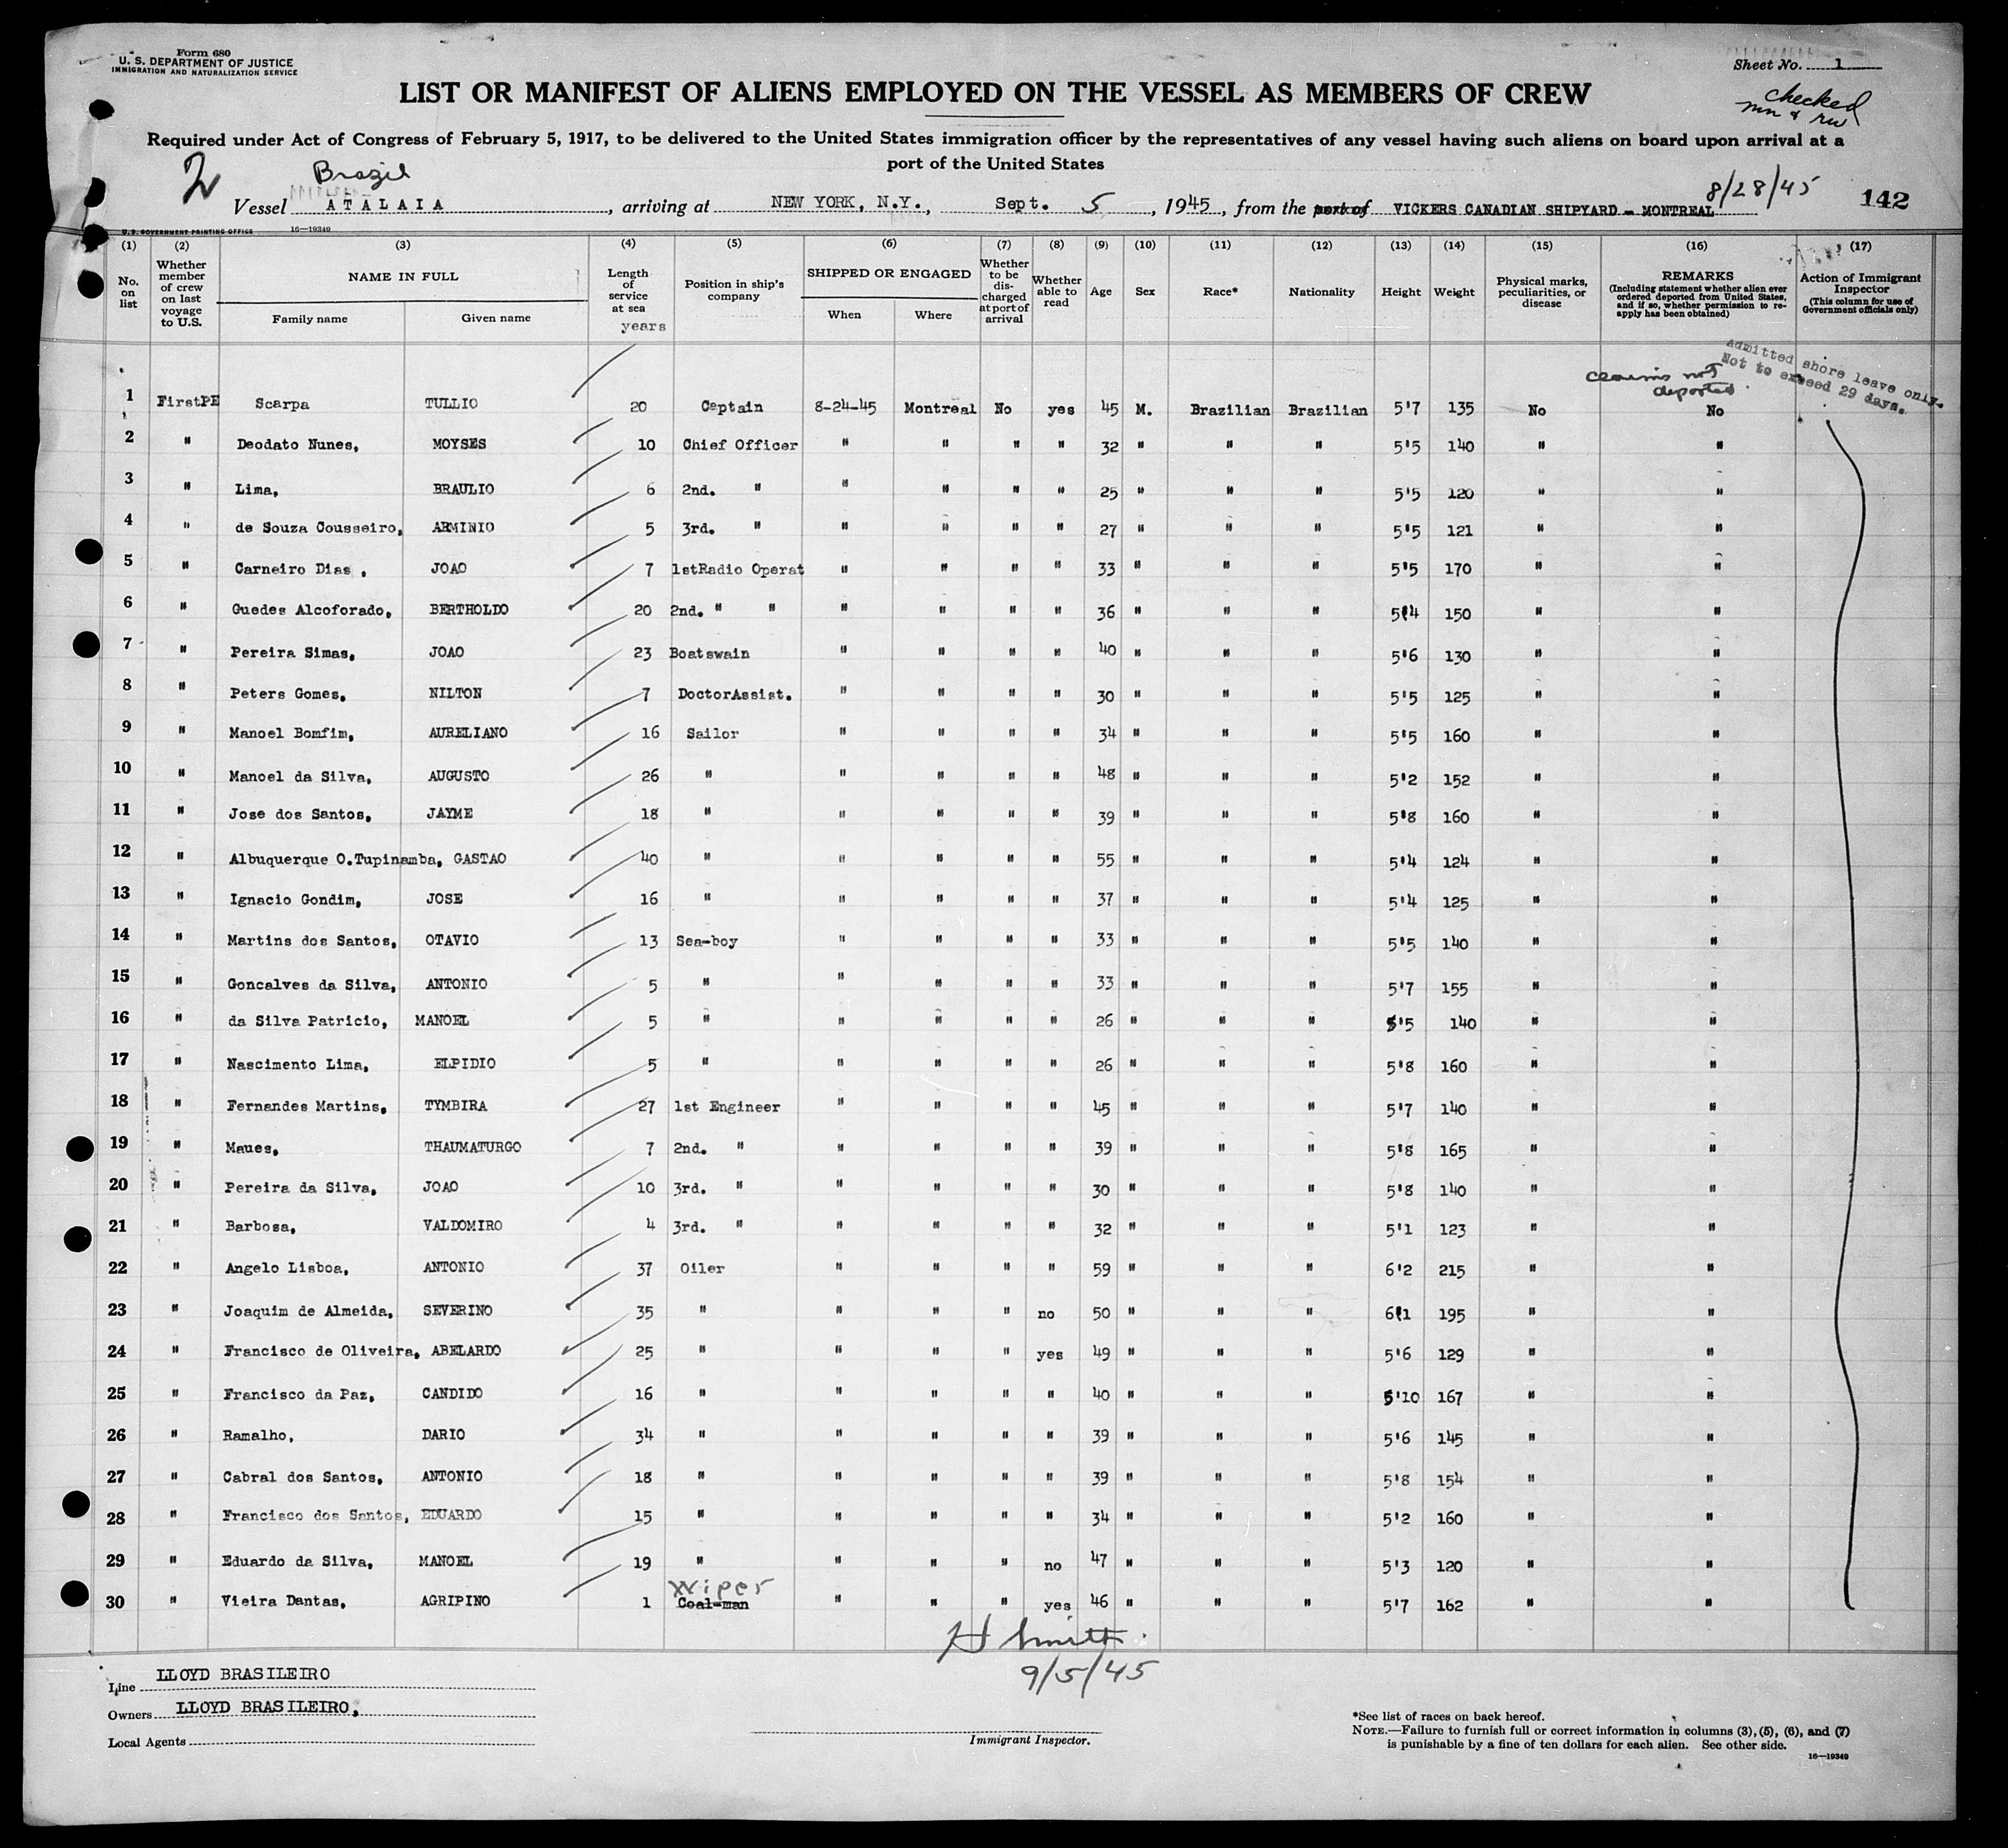 Form 680
U. S. DEPARTMENT OF JUSTICE
IMMIGRATION AND NATURALIZATION SERVICE
Sheet No. 1
checked
mn & rw
LIST OR MANIFEST OF ALIENS EMPLOYED ON THE VESSEL AS MEMBERS OF CREW
Required under Act of Congress of February 5, 1917, to be delivered to the United States immigration officer by the representatives of any vessel having such aliens on board upon arrival at a
port of the United States
2 Brazil
8/28/45
Vessel ATALAIA, arriving at NEW YORK, N.Y., Sept. 5, 1945, from the port of VICKERS CANADIAN SHIPYARD - MONTREAL 142
U.S. GOVERNMENT PRINTING OFFICE 16—19349
(1) (2) (3) (4) (5) (6) (7) (8) (9) (10) (11) (12) (13) (14) (15) (16) (17)
No. on list
Whether member of crew on last voyage to U.S.
NAME IN FULL
Family name
Given name
Length of service at sea
years
Position in ship's company
SHIPPED OR ENGAGED
When
Where
Whether to be discharged at port of arrival
Whether able to read
Age
Sex
Race*
Nationality
Height
Weight
Physical marks, peculiarities, or disease
REMARKS
(Including statement whether alien ever ordered deported from United States, and if so, whether permission to re-apply has been obtained)
Action of Immigrant Inspector
(This column for use of Government officials only)
claims not
deported
Admitted shore leave only.
Not to exceed 29 days.
1 FirstPE Scarpa TULLIO 20 Captain 8-24-45 Montreal No yes 45 M. Brazilian Brazilian 5'7 135 No No
2 " Deodato Nunes, MOYSES 10 Chief Officer " " " " 32 " " " 5'5 140 " "
3 " Lima, BRAULIO 6 2nd. " " " " " 25 " " " 5'5 120 " "
4 " de Souza Cousseiro, ARMINIO 5 3rd. " " " " " 27 " " " 5'5 121 " "
5 " Carneiro Dias , JOAO 7 1stRadio Operat " " " " 33 " " " 5'5 170 " "
6 " Guedes Alcoforado, BERTHOLDO 20 2nd. " " " " " " 36 " " " 5'4 150 " "
7 " Pereira Simas, JOAO 23 Boatswain " " " " 40 " " " 5'6 130 " "
8 " Peters Gomes, NILTON 7 DoctorAssist. " " " " 30 " " " 5'5 125 " "
9 " Manoel Bomfim, AURELIANO 16 Sailor " " " " 34 " " " 5'5 160 " "
10 " Manoel da Silva, AUGUSTO 26 " " " " " 48 " " " 5'2 152 " "
11 " Jose dos Santos, JAYME 18 " " " " " 39 " " " 5'8 160 " "
12 " Albuquerque O.Tupinamba, GASTAO 40 " " " " " 55 " " " 5'4 124 " "
13 " Ignacio Gondim, JOSE 16 " " " " " 37 " " " 5'4 125 " "
14 " Martins dos Santos, OTAVIO 13 Sea-boy " " " " 33 " " " 5'5 140 " "
15 " Goncalves da Silva, ANTONIO 5 " " " " " 33 " " " 5'7 155 " "
16 " da Silva Patricio, MANOEL 5 " " " " " 26 " " " 5'5 140 " "
17 " Nascimento Lima, ELPIDIO 5 " " " " " 26 " " " 5'8 160 " "
18 " Fernandes Martins, TYMBIRA 27 1st Engineer " " " " 45 " " " 5'7 140 " "
19 " Maues, THAUMATURGO 7 2nd. " " " " " 39 " " " 5'8 165 " "
20 " Pereira da Silva, JOAO 10 3rd. " " " " " 30 " " " 5'8 140 " "
21 " Barbosa, VALDOMIRO 4 3rd. " " " " " 32 " " " 5'1 123 " "
22 " Angelo Lisboa, ANTONIO 37 Oiler " " " " 59 " " " 6'2 215 " "
23 " Joaquim de Almeida, SEVERINO 35 " " " " no 50 " " " 6'1 195 " "
24 " Francisco de Oliveira, ABELARDO 25 " " " " yes 49 " " " 5'6 129 " "
25 " Francisco da Paz, CANDIDO 16 " " " " " 40 " " " 5'10 167 " "
26 " Ramalho, DARIO 34 " " " " " 39 " " " 5'6 145 " "
27 " Cabral dos Santos, ANTONIO 18 " " " " " 39 " " " 5'8 154 " "
28 " Francisco dos Santos, EDUARDO 15 " " " " " 34 " " " 5'2 160 " "
29 " Eduardo da Silva, MANOEL 19 " " " " no 47 " " " 5'3 120 " "
Wiper
30 " Vieira Dantas, AGRIPINO 1 Coal-man " " " yes 46 " " " 5'7 162 " "
H Smith
9/5/45
Line LLOYD BRASILEIRO
Owners LLOYD BRASILEIRO,
Local Agents
Immigrant Inspector.
*See list of races on back hereof.
NOTE.—Failure to furnish full or correct information in columns (3), (5), (6), and (7)
is punishable by a fine of ten dollars for each alien. See other side.
16—19349